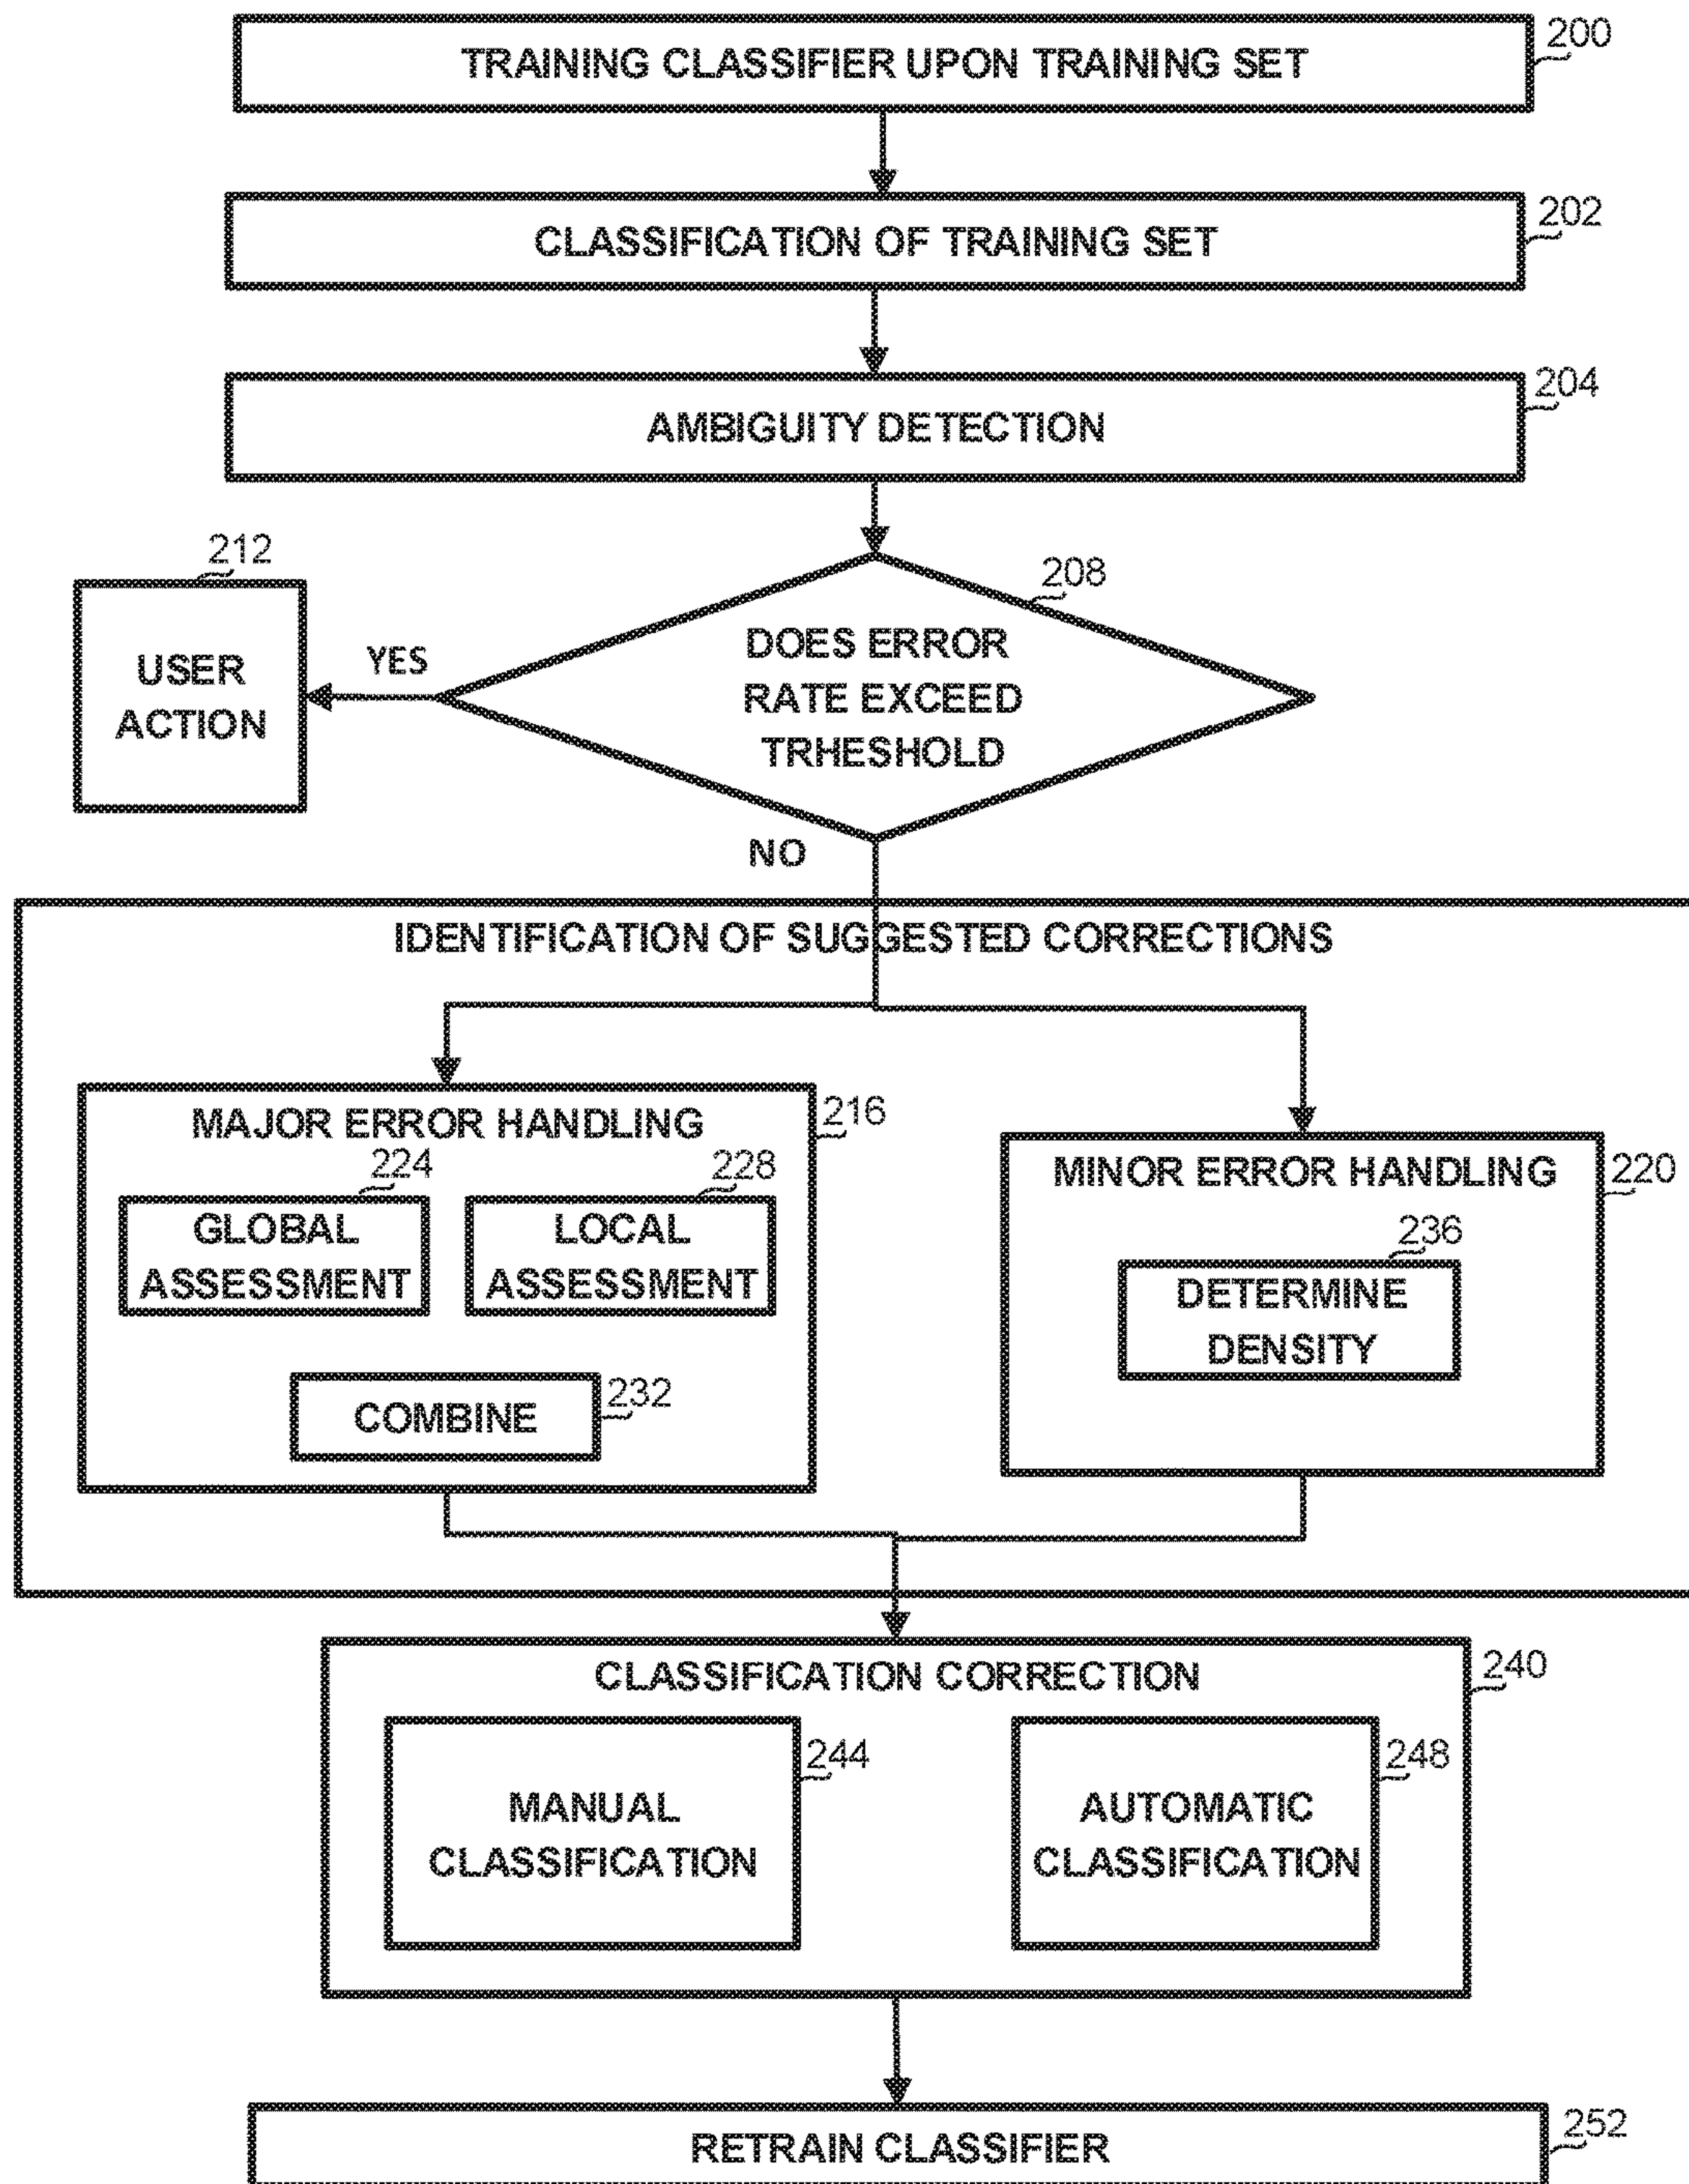 TRAINING CLASSIFIER UPON TRAINING SET
200
CLASSIFICATION OF TRAINING SET
202
AMBIGUITY DETECTION
204
212
USER
ACTION
YES
208
DOES ERROR
RATE EXCEED
TRHESHOLD
NO
IDENTIFICATION OF SUGGESTED CORRECTIONS
MAJOR ERROR HANDLING
216
224
GLOBAL
ASSESSMENT
228
LOCAL
ASSESSMENT
COMBINE
232
MINOR ERROR HANDLING
220
236
DETERMINE
DENSITY
CLASSIFICATION CORRECTION
240
MANUAL
CLASSIFICATION
244
AUTOMATIC
CLASSIFICATION
248
RETRAIN CLASSIFIER
252